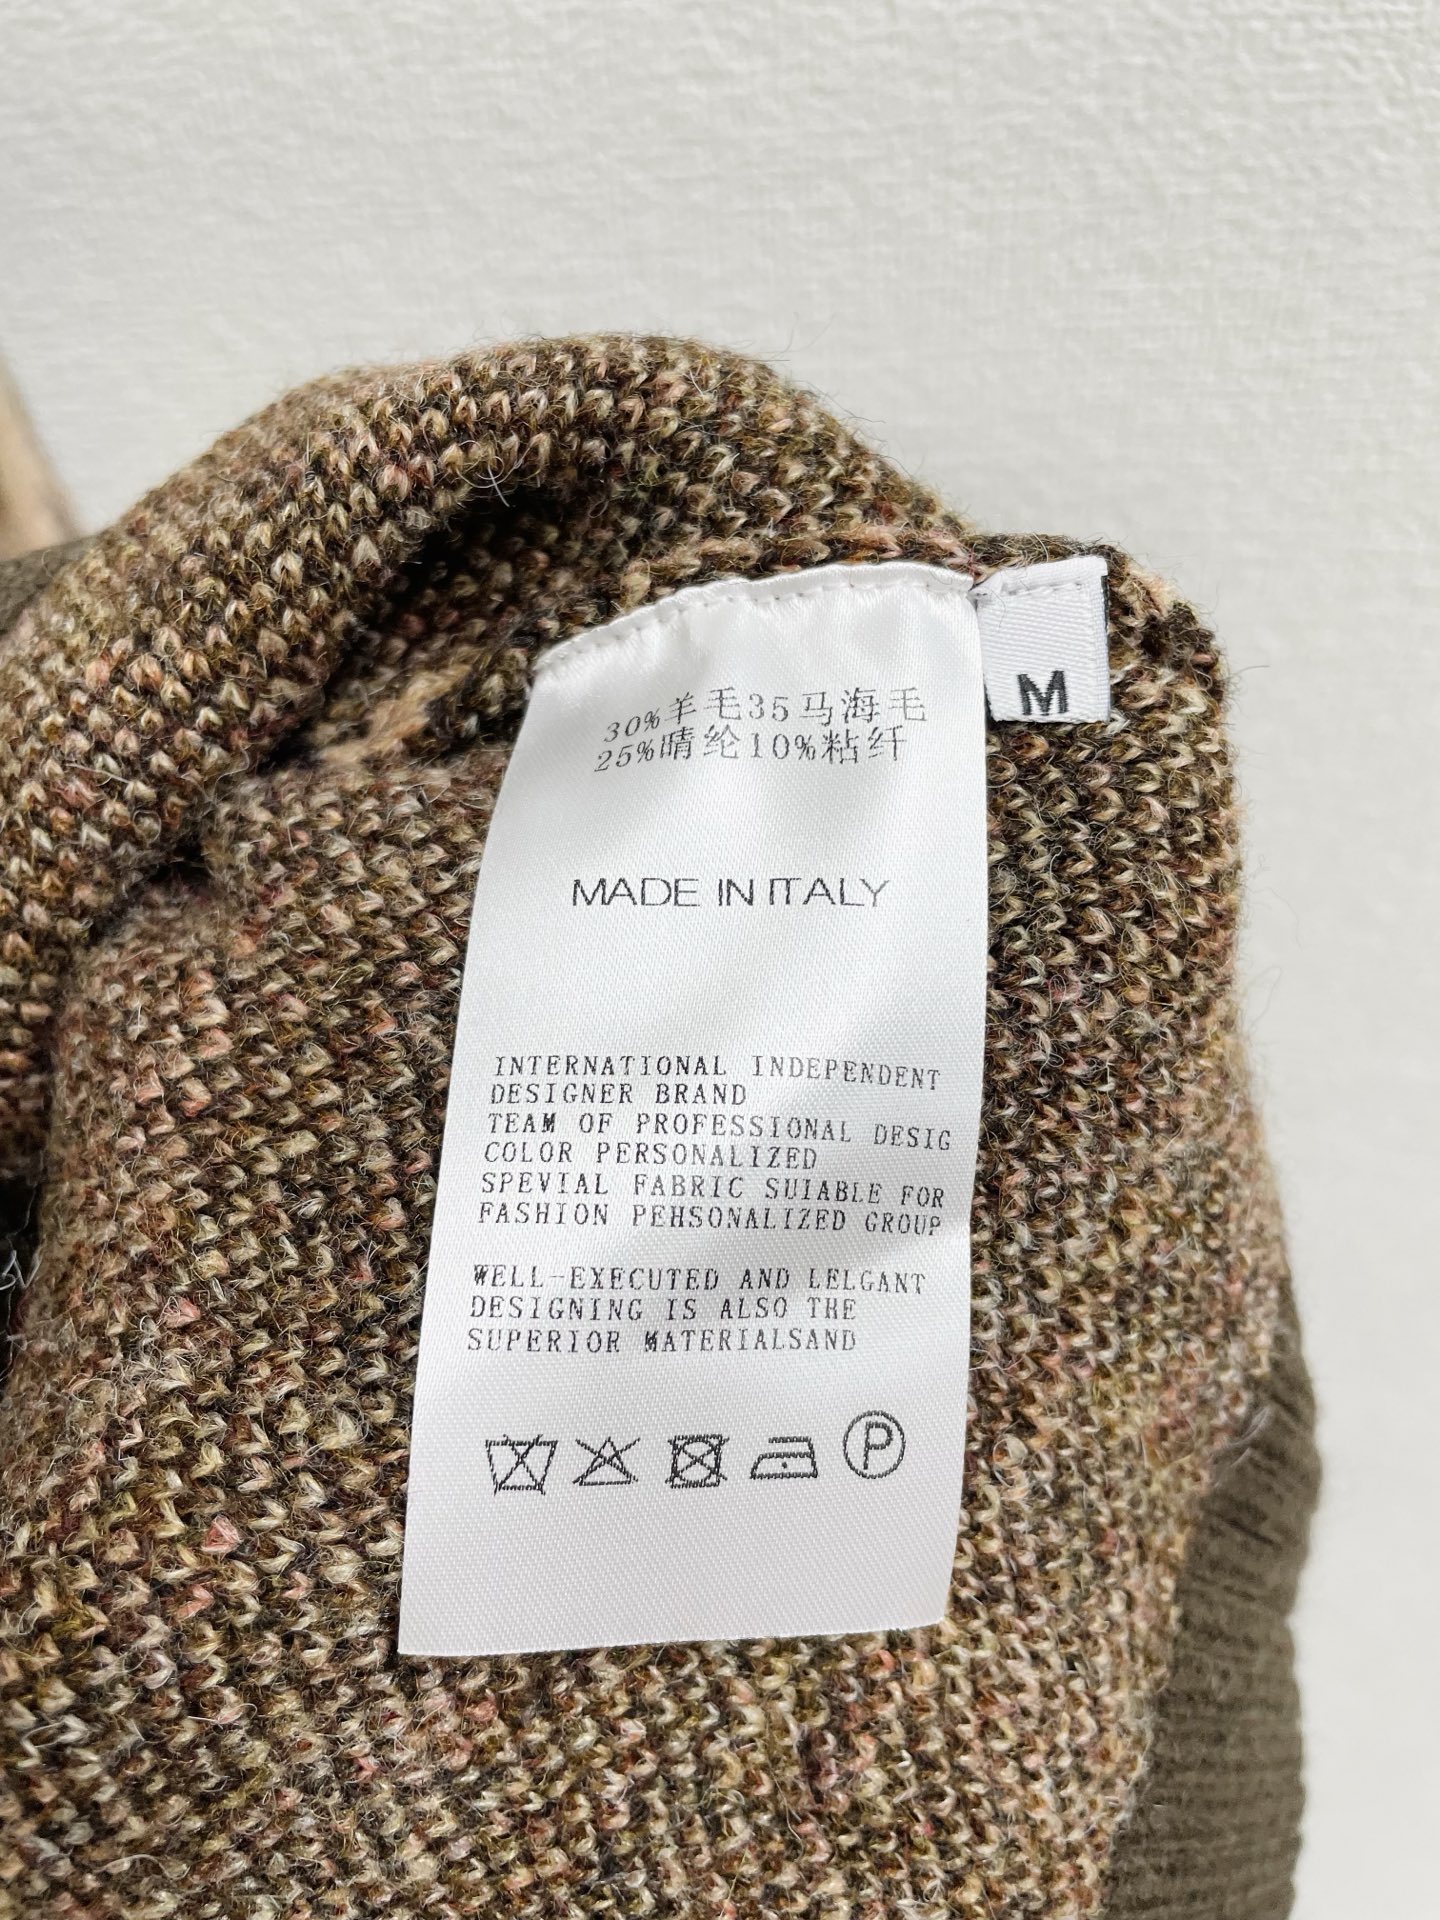 30%羊毛35马海毛
25%晴纶10%粘纤
M
MADE IN ITALY
INTERNATIONAL INDEPENDENT
DESIGNER BRAND
TEAM OF PROFESSIONAL DESIG
COLOR PERSONALIZED
SPEVIAL FABRIC SUIABLE FOR
FASHION PEHSONALIZED GROUP
WELL-EXECUTED AND LELGANT
DESIGNING IS ALSO THE
SUPERIOR MATERIALSAND
P